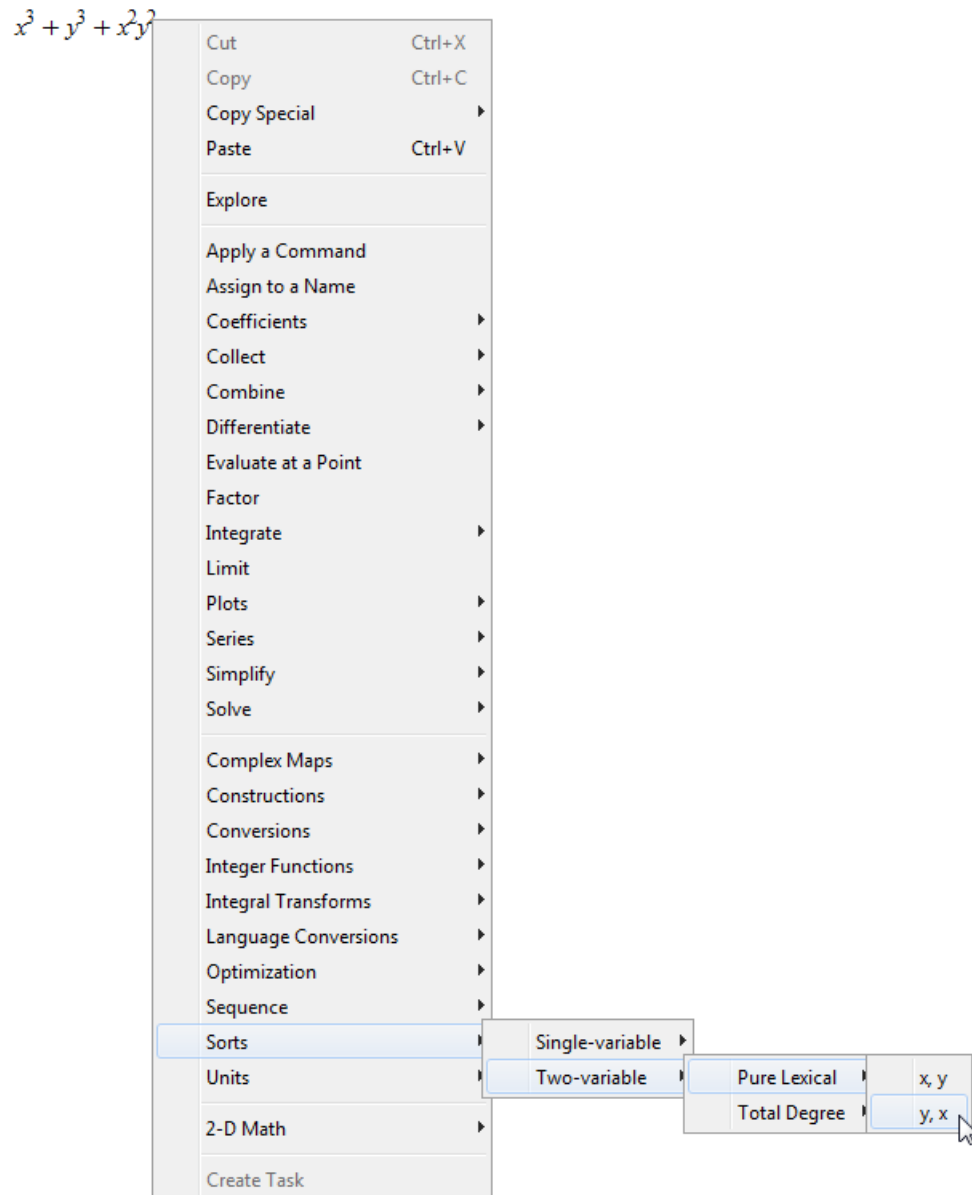 x³ + y³ + x²y²
Cut Ctrl+X
Copy Ctrl+C
Copy Special
Paste Ctrl+V
Explore
Apply a Command
Assign to a Name
Coefficients
Collect
Combine
Differentiate
Evaluate at a Point
Factor
Integrate
Limit
Plots
Series
Simplify
Solve
Complex Maps
Constructions
Conversions
Integer Functions
Integral Transforms
Language Conversions
Optimization
Sequence
Sorts
Single-variable
Units
Two-variable
Pure Lexical
x, y
Total Degree
y, x
2-D Math
Create Task